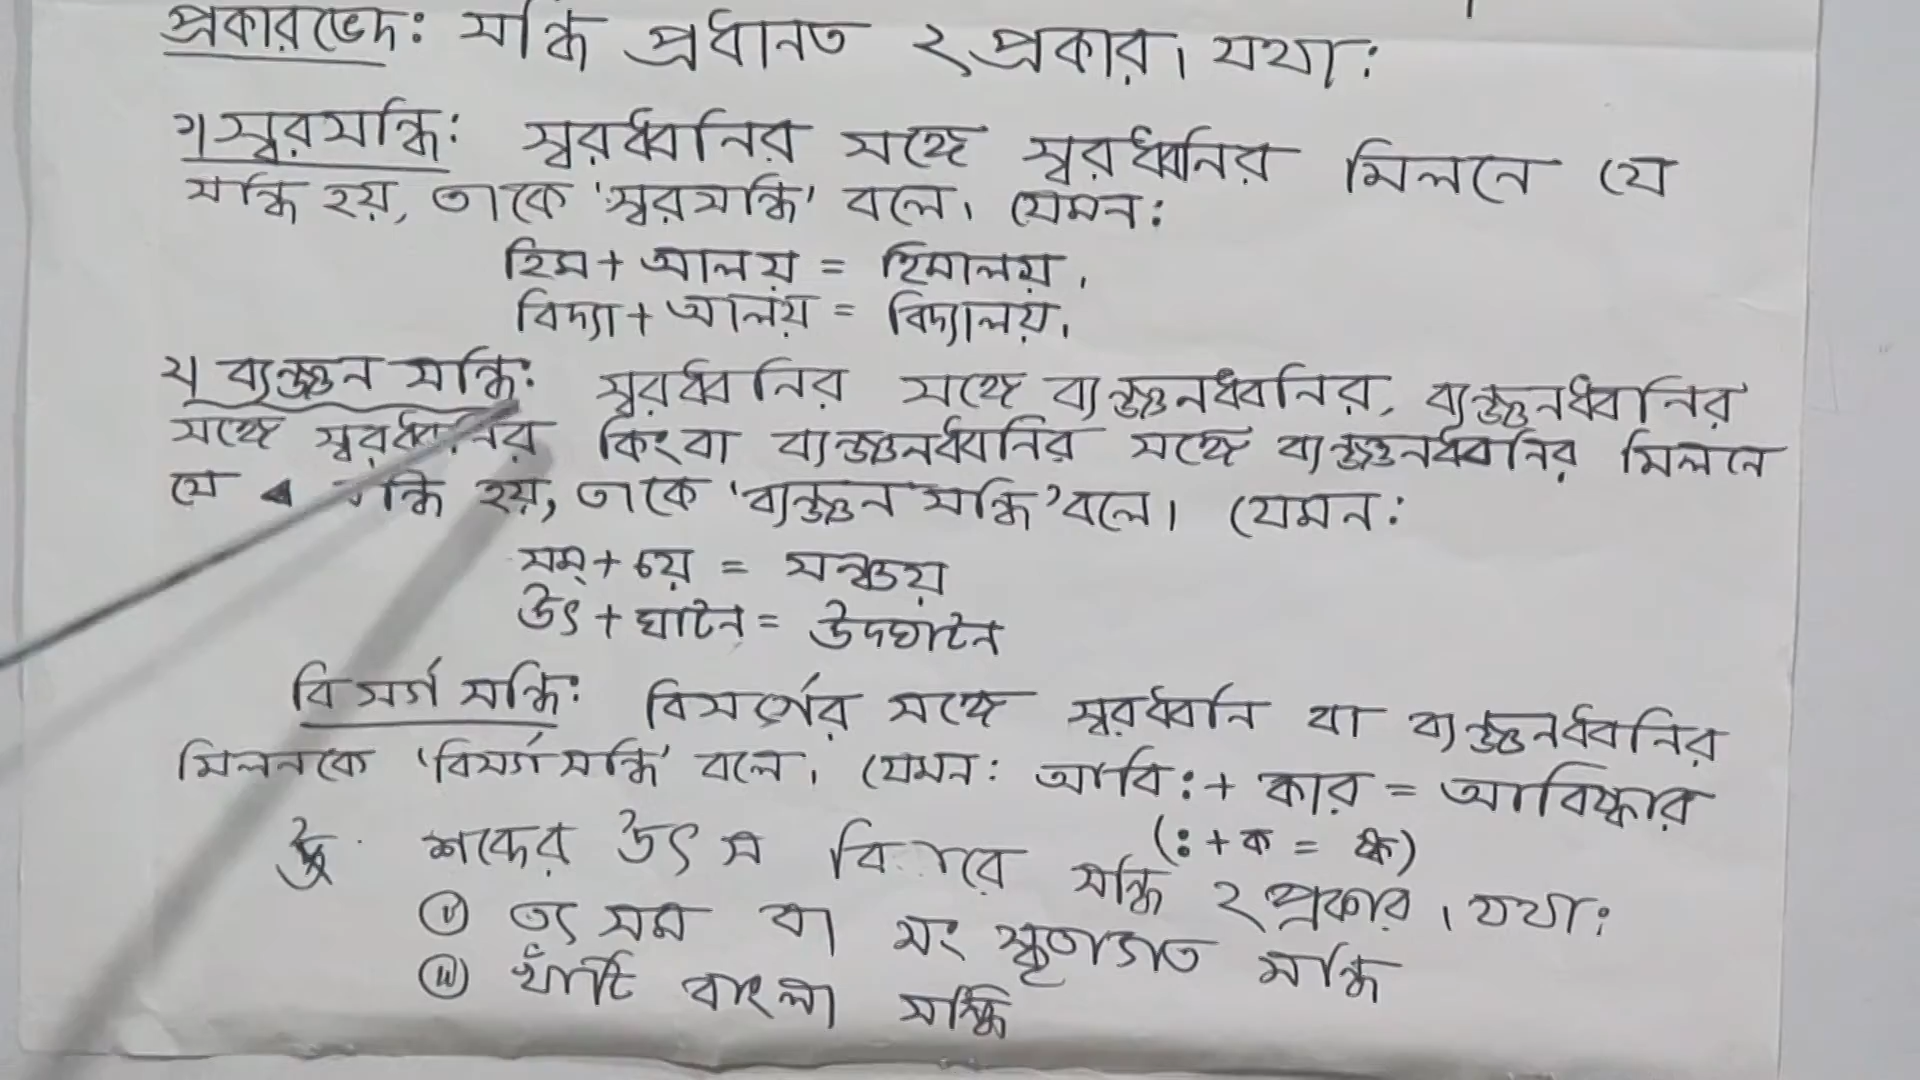 প্রকারভেদ: সন্ধি প্রধানত ২ প্রকার। যথা:
১। স্বরসন্ধি: স্বরধ্বনির সঙ্গে স্বরধ্বনির মিলনে যে
সন্ধি হয়, তাকে 'স্বরসন্ধি' বলে। যেমন:
হিম + আলয় = হিমালয়।
বিদ্যা + আলয় = বিদ্যালয়।
২। ব্যঞ্জন সন্ধি: স্বরধ্বনির সঙ্গে ব্যঞ্জনধ্বনির, ব্যঞ্জনধ্বনির
সঙ্গে স্বরধ্বনির কিংবা ব্যঞ্জনধ্বনির সঙ্গে ব্যঞ্জনধ্বনির মিলনে
যে সন্ধি হয়, তাকে 'ব্যঞ্জন সন্ধি' বলে। যেমন:
সম্ + চয় = সঞ্চয়
উৎ + ঘাটন = উদঘাটন
বিসর্গ সন্ধি: বিসর্গের সঙ্গে স্বরধ্বনি বা ব্যঞ্জনধ্বনির
মিলনকে 'বিসর্গ সন্ধি' বলে। যেমন: আবি: + কার = আবিষ্কার
(: + ক = ষ্ক)
শব্দের উৎস সন্ধি ২ প্রকার। যথা:
(i) তৎসম বা সংস্কৃতাগত সন্ধি
(ii) খাঁটি বাংলা সন্ধি